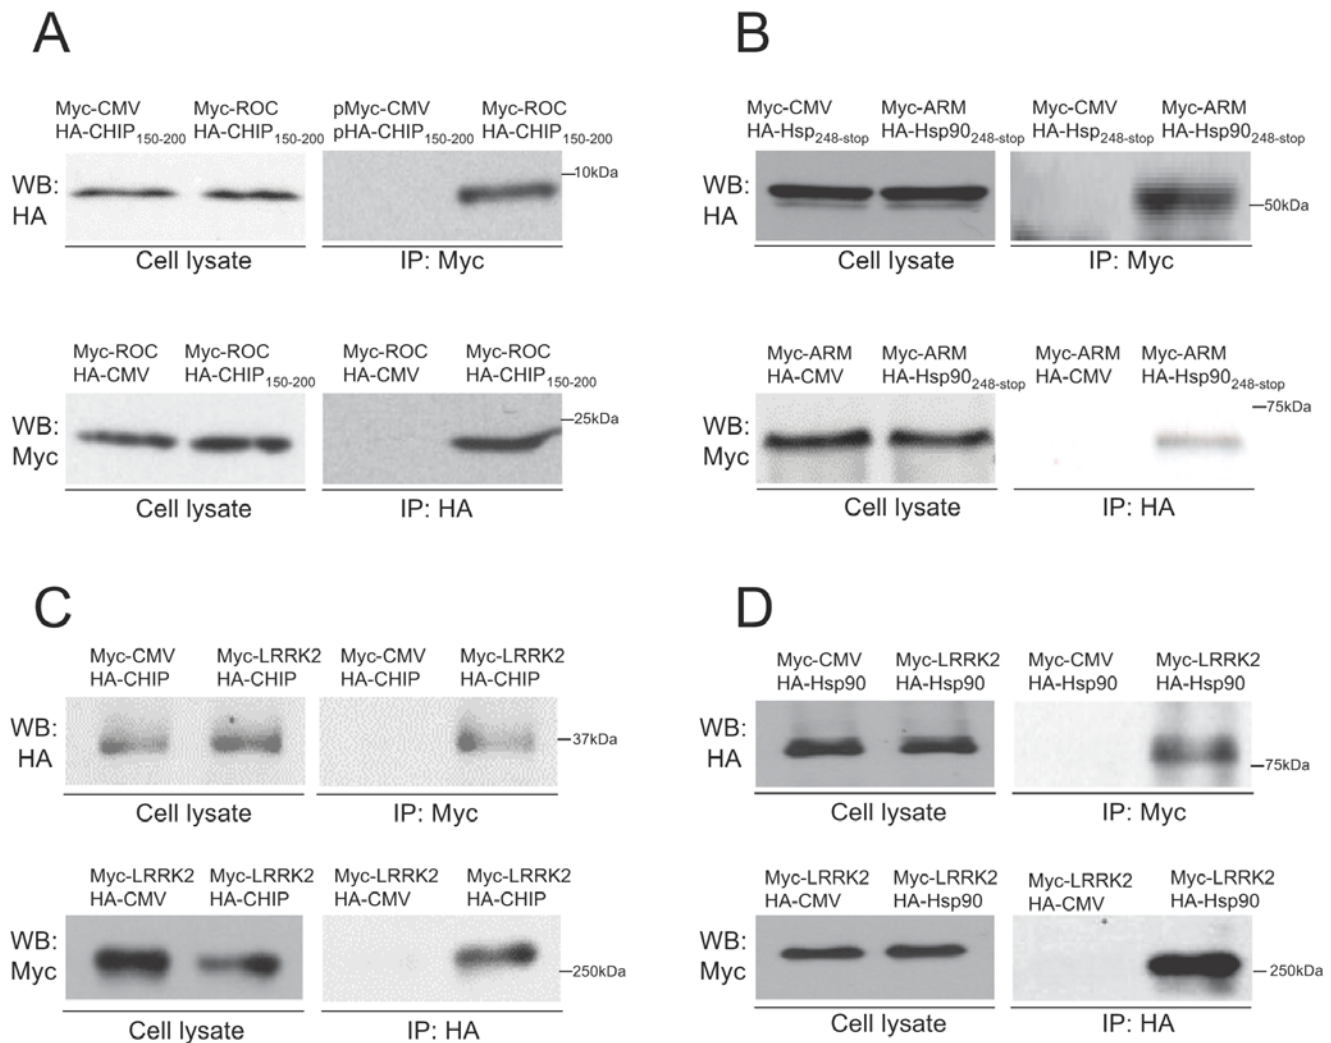 A
Myc-CMV Myc-ROC pMyc-CMV Myc-ROC
HA-CHIP150-200 HA-CHIP150-200 pHA-CHIP150-200 HA-CHIP150-200
WB:
HA
10kDa
Cell lysate IP: Myc
Myc-ROC Myc-ROC Myc-ROC Myc-ROC
HA-CMV HA-CHIP150-200 HA-CMV HA-CHIP150-200
WB:
Myc
25kDa
Cell lysate IP: HA
B
Myc-CMV Myc-ARM Myc-CMV Myc-ARM
HA-Hsp248-stop HA-Hsp90248-stop HA-Hsp248-stop HA-Hsp90248-stop
WB:
HA
50kDa
Cell lysate IP: Myc
Myc-ARM Myc-ARM Myc-ARM Myc-ARM
HA-CMV HA-Hsp90248-stop HA-CMV HA-Hsp90248-stop
75kDa
WB:
Myc
Cell lysate IP: HA
C
Myc-CMV Myc-LRRK2 Myc-CMV Myc-LRRK2
HA-CHIP HA-CHIP HA-CHIP HA-CHIP
WB:
HA
37kDa
Cell lysate IP: Myc
Myc-LRRK2 Myc-LRRK2 Myc-LRRK2 Myc-LRRK2
HA-CMV HA-CHIP HA-CMV HA-CHIP
WB:
Myc
250kDa
Cell lysate IP: HA
D
Myc-CMV Myc-LRRK2 Myc-CMV Myc-LRRK2
HA-Hsp90 HA-Hsp90 HA-Hsp90 HA-Hsp90
WB:
HA
75kDa
Cell lysate IP: Myc
Myc-LRRK2 Myc-LRRK2 Myc-LRRK2 Myc-LRRK2
HA-CMV HA-Hsp90 HA-CMV HA-Hsp90
WB:
Myc
250kDa
Cell lysate IP: HA